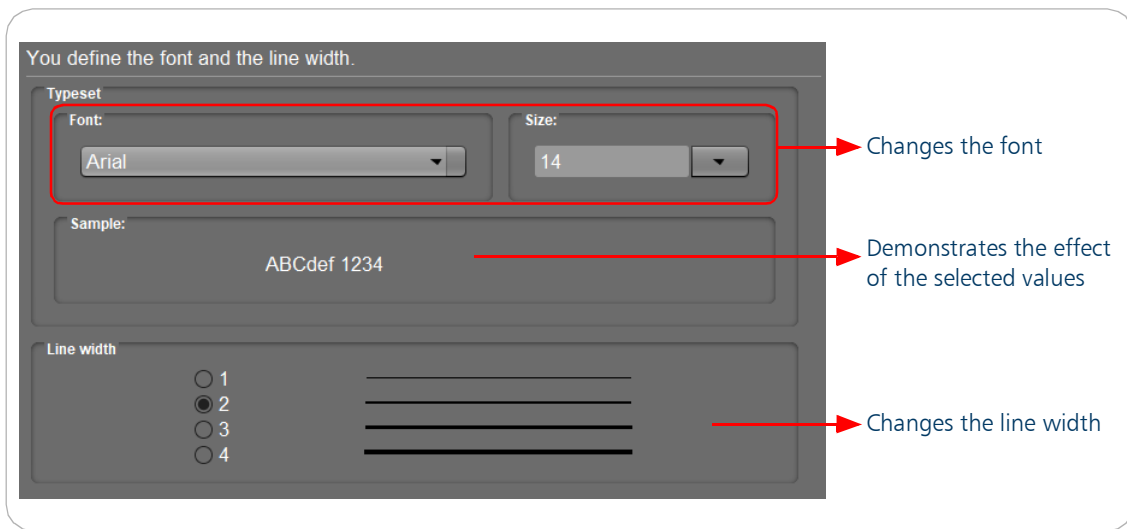 You define the font and the line width.
Typeset
Font:
Size:
Arial
14
Changes the font
Sample:
ABCdef 1234
Demonstrates the effect
of the selected values
Line width
1
2
3
4
Changes the line width